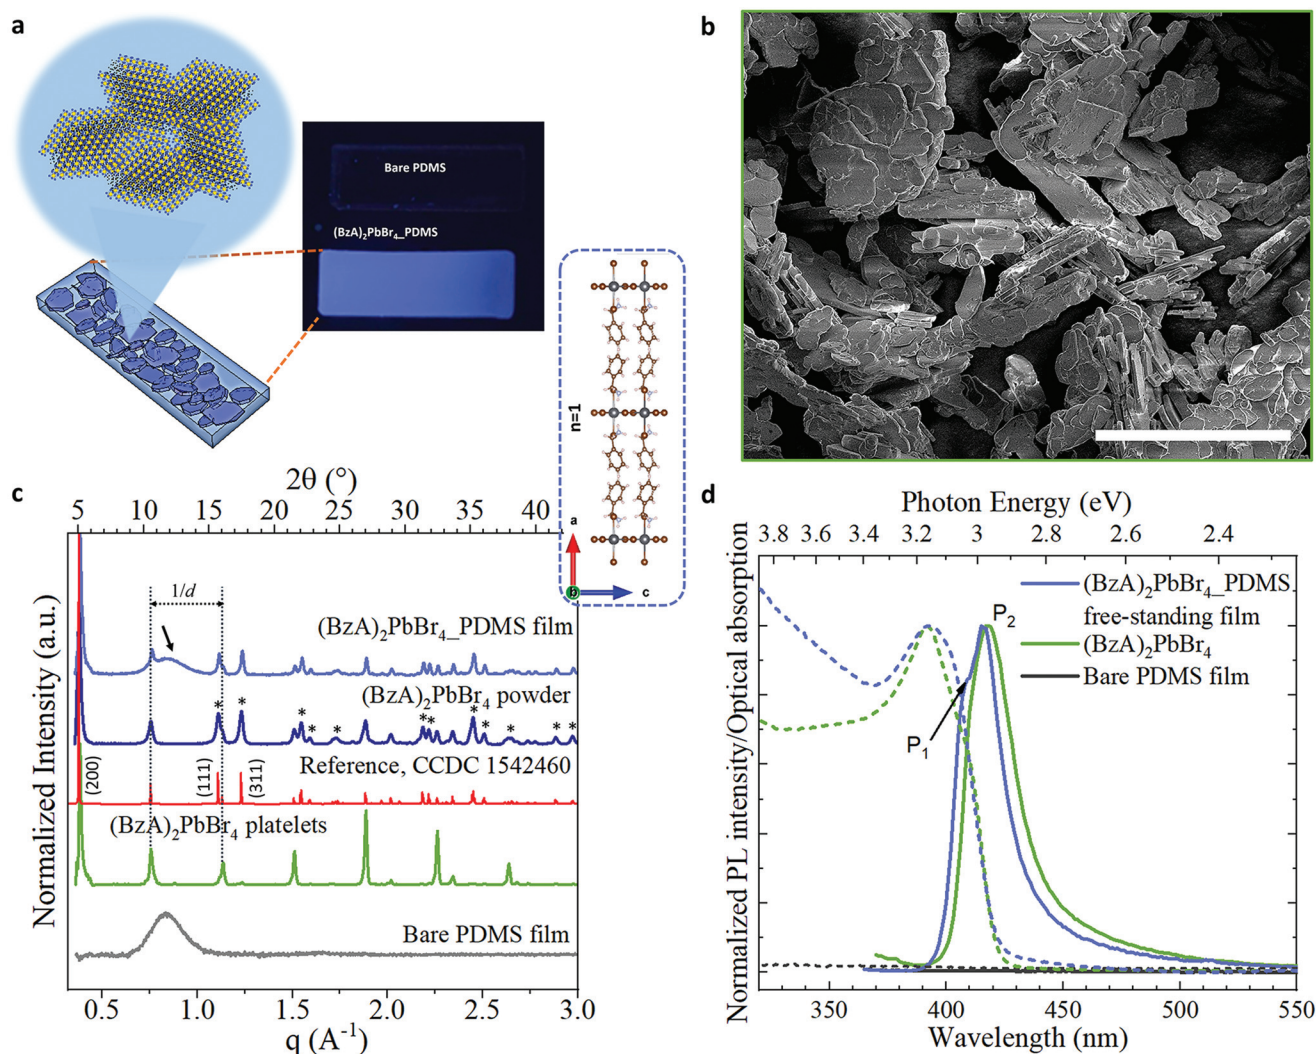 a
Bare PDMS
(BzA)₂PbBr₄_PDMS
n=1
a
b
c
b
c
2θ (°)
5 10 15 20 25 30 35 40
1/d
(BzA)₂PbBr₄_PDMS film
(BzA)₂PbBr₄ powder
* * * * * * * * * * *
Reference, CCDC 1542460
(200)
(111)
(311)
(BzA)₂PbBr₄ platelets
Bare PDMS film
Normalized Intensity (a.u.)
0.5 1.0 1.5 2.0 2.5 3.0
q (A⁻¹)
d
Photon Energy (eV)
3.8 3.6 3.4 3.2 3 2.8 2.6 2.4
(BzA)₂PbBr₄_PDMS
free-standing film
(BzA)₂PbBr₄
Bare PDMS film
P₂
P₁
Normalized PL intensity/Optical absorption
350 400 450 500 550
Wavelength (nm)